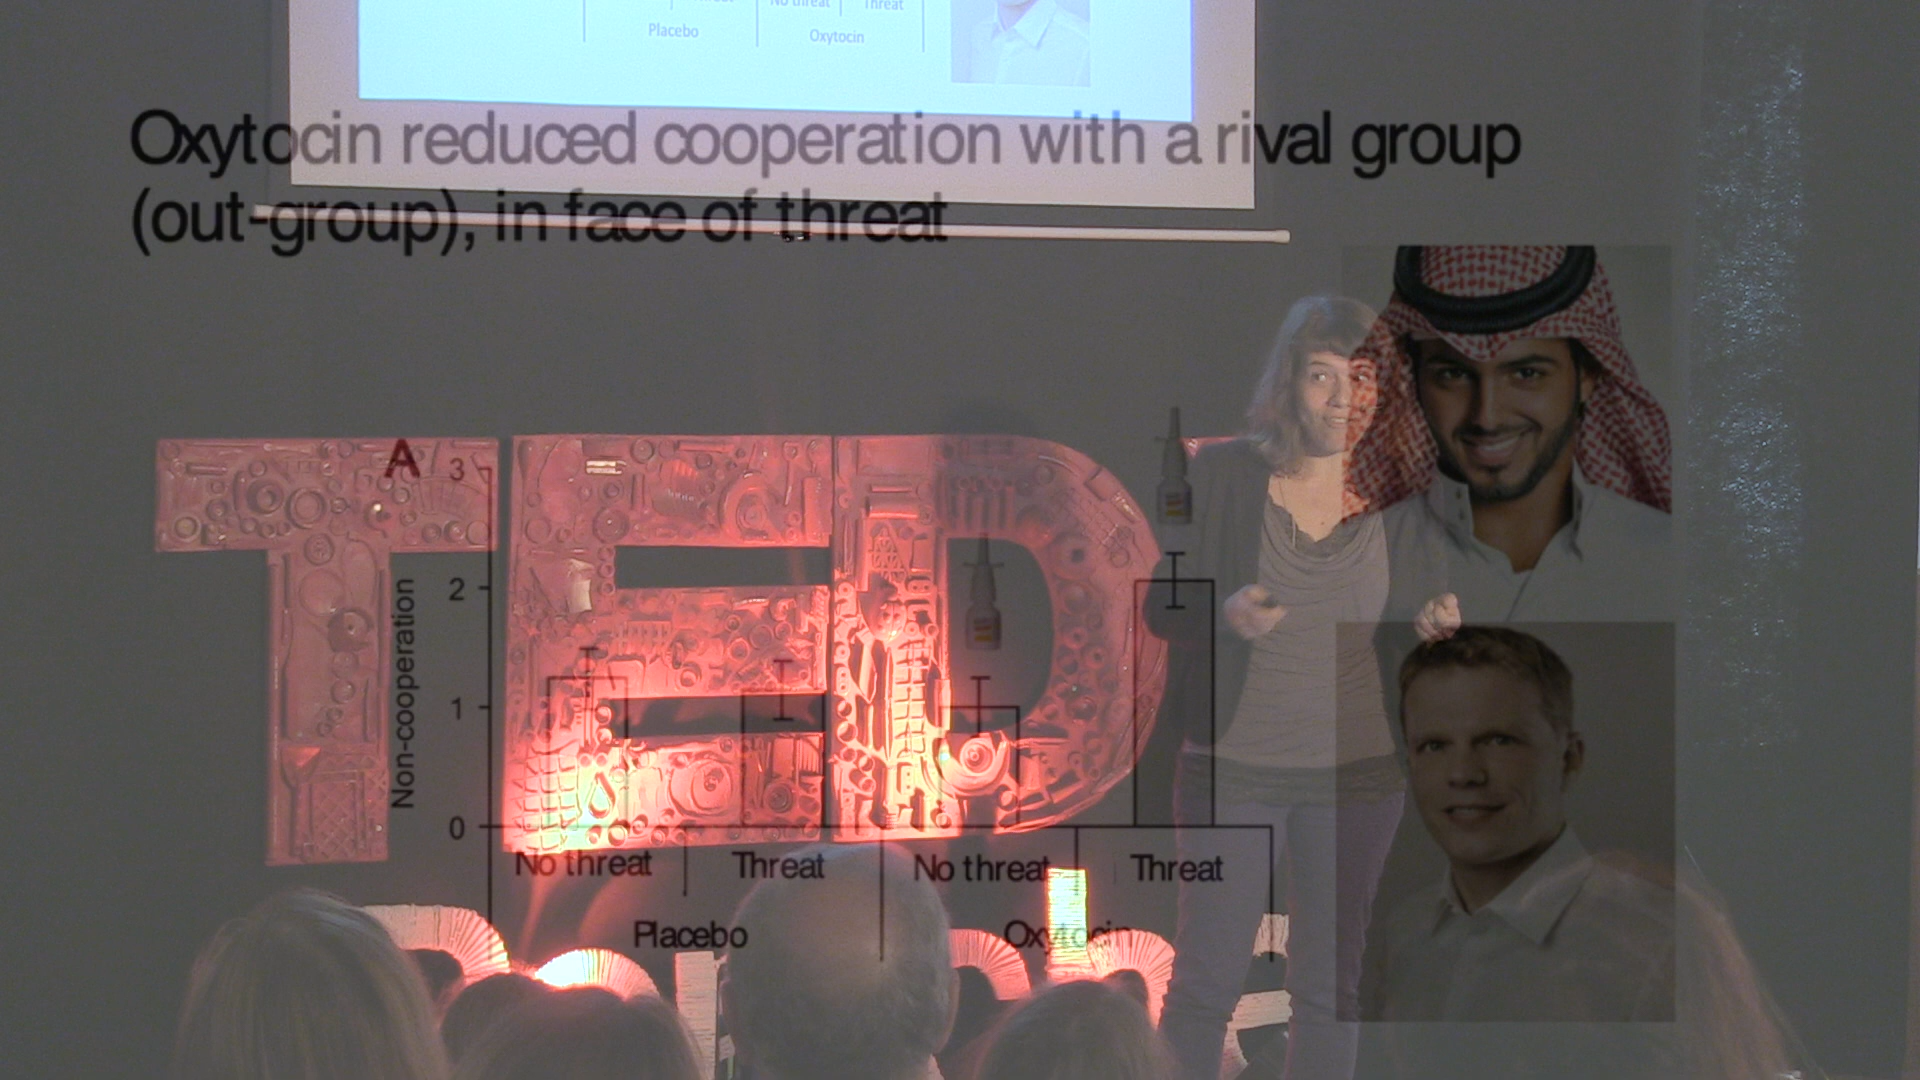 No threat
Threat
Placebo
Oxytocin
Oxytocin reduced cooperation with a rival group
(out-group), in face of threat
TED
A
3
2
1
0
Non-cooperation
No threat
Threat
No threat
Threat
Placebo
Oxytocin